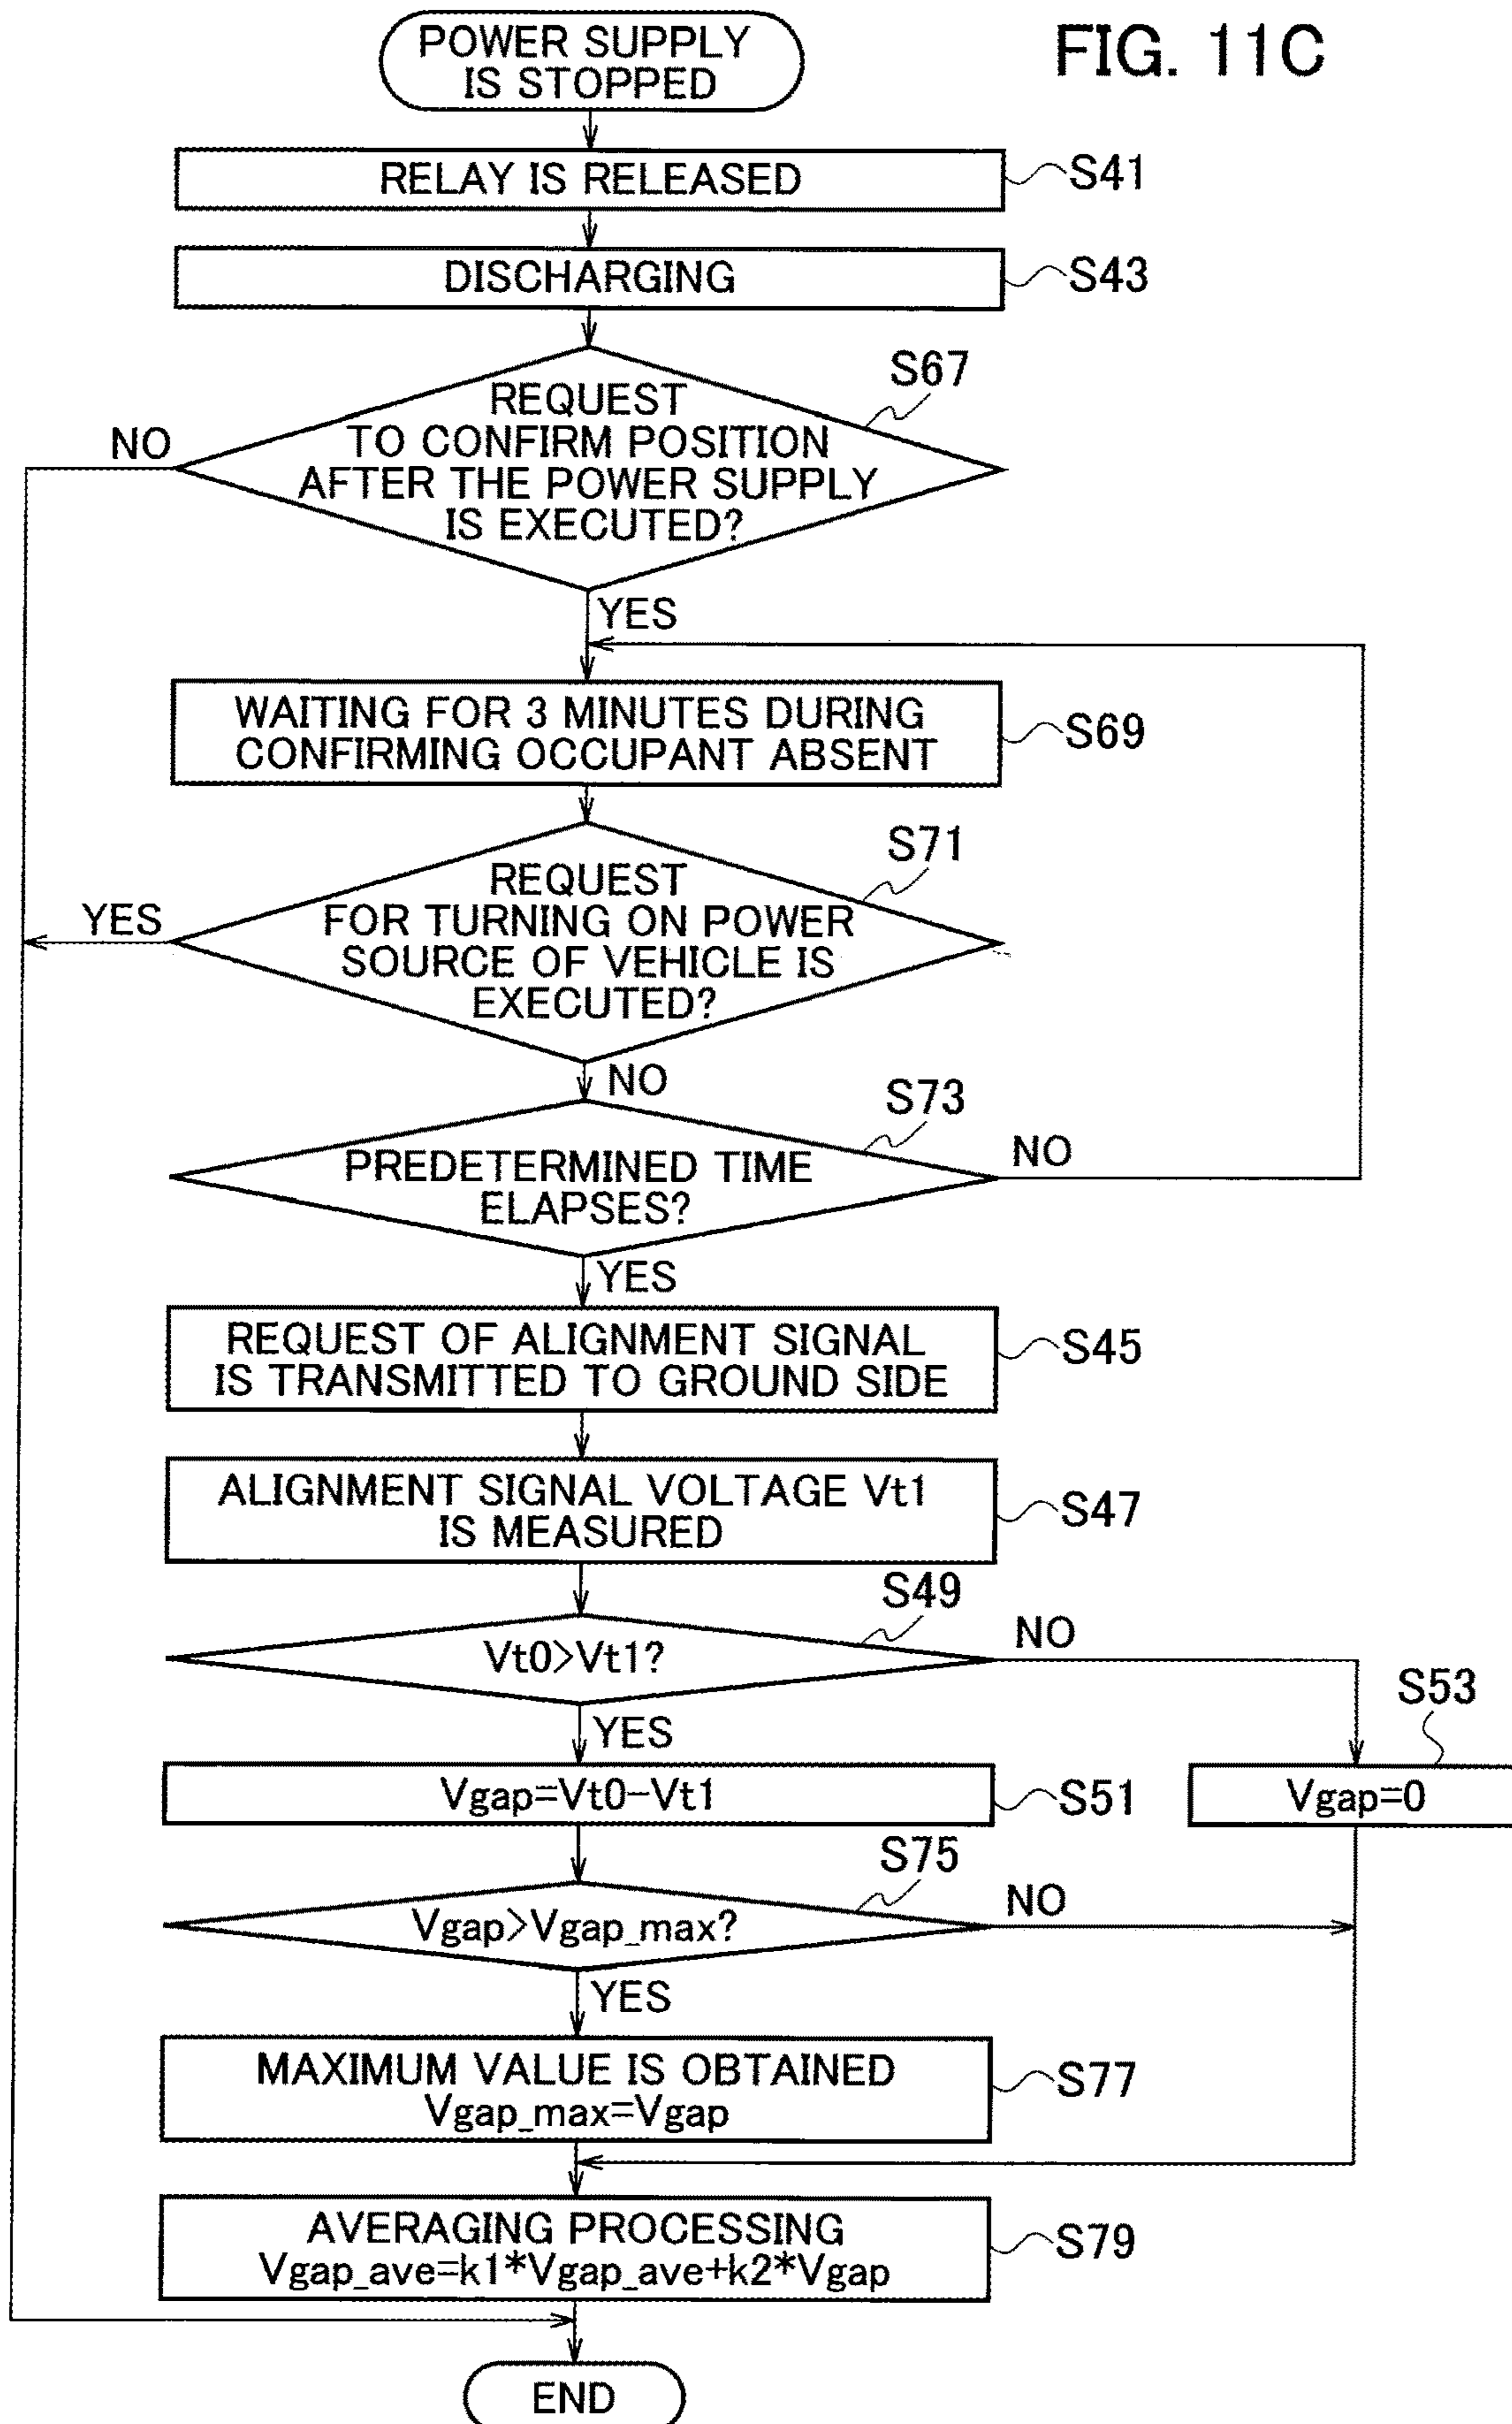 POWER SUPPLY
IS STOPPED
FIG. 11C
RELAY IS RELEASED
S41
DISCHARGING
S43
S67
REQUEST
TO CONFIRM POSITION
AFTER THE POWER SUPPLY
IS EXECUTED?
NO
YES
WAITING FOR 3 MINUTES DURING
CONFIRMING OCCUPANT ABSENT
S69
S71
REQUEST
FOR TURNING ON POWER
SOURCE OF VEHICLE IS
EXECUTED?
YES
NO
S73
PREDETERMINED TIME
ELAPSES?
NO
YES
REQUEST OF ALIGNMENT SIGNAL
IS TRANSMITTED TO GROUND SIDE
S45
ALIGNMENT SIGNAL VOLTAGE Vt1
IS MEASURED
S47
S49
Vt0>Vt1?
NO
YES
S53
Vgap=Vt0-Vt1
S51
Vgap=0
S75
Vgap>Vgap_max?
NO
YES
MAXIMUM VALUE IS OBTAINED
Vgap_max=Vgap
S77
AVERAGING PROCESSING
Vgap_ave=k1*Vgap_ave+k2*Vgap
S79
END